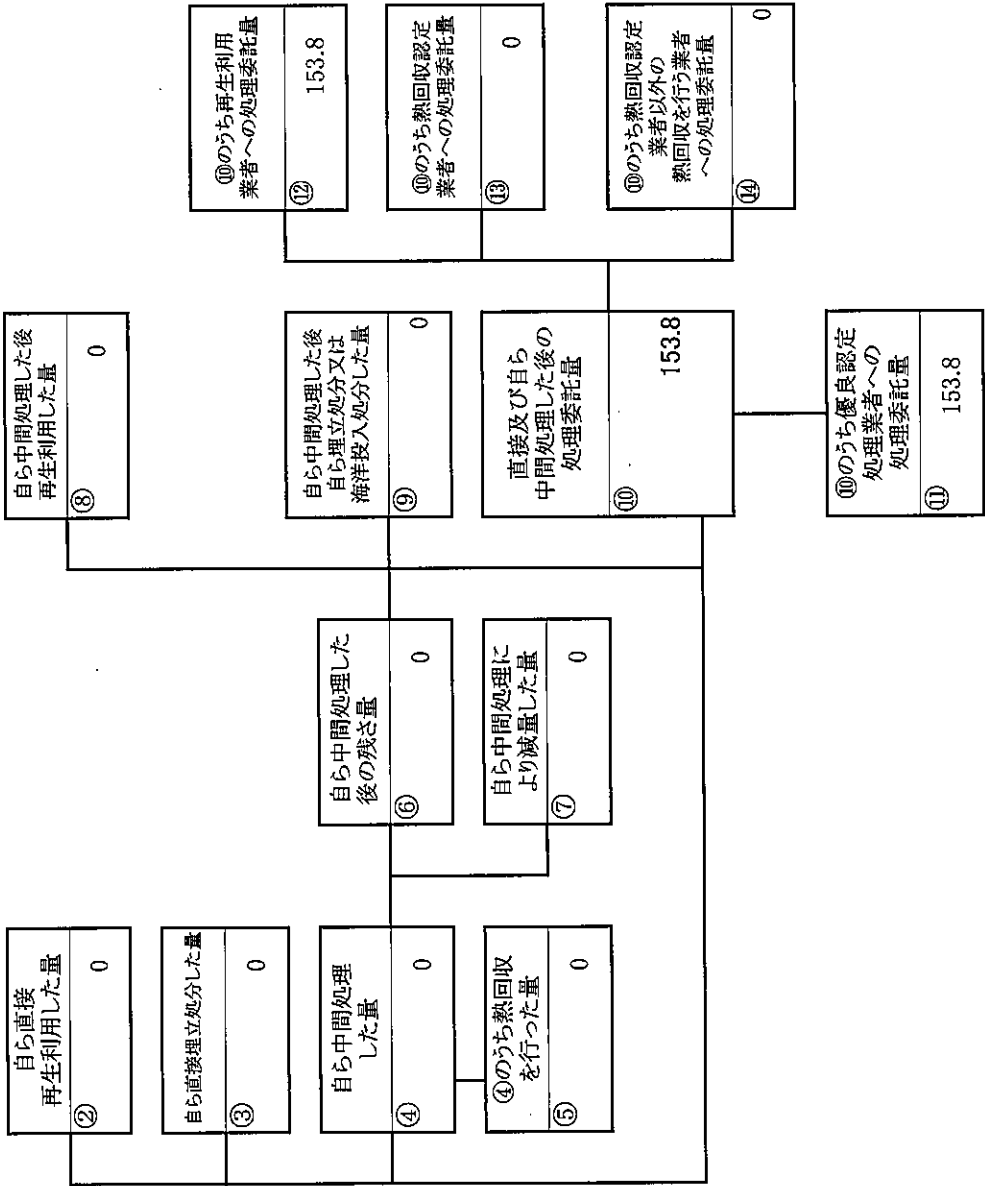 自ら直接
再生利用した量
②
0
自ら直接埋立処分した量
③
0
自ら中間処理
した量
④
0
④のうち熱回収
を行った量
⑤
0
自ら中間処理した
後の残さ量
⑥
0
自ら中間処理に
より減量した量
⑦
0
自ら中間処理した後
再生利用した量
⑧
0
自ら中間処理した後
自ら埋立処分又は
海洋投入処分した量
⑨
0
直接及び自ら
中間処理した後の
処理委託量
⑩
153.8
⑩のうち優良認定
処理業者への
処理委託量
⑪
153.8
⑩のうち再生利用
業者への処理委託量
⑫
153.8
⑩のうち熱回収認定
業者への処理委託量
⑬
0
⑩のうち熱回収認定
業者以外の
熱回収を行う業者
への処理委託量
⑭
0